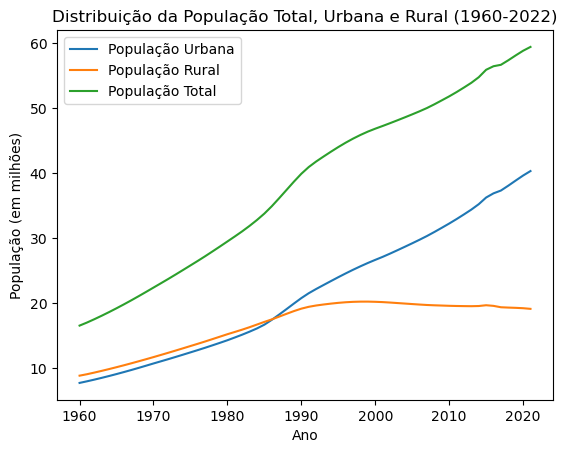 Distribuição da População Total, Urbana e Rural (1960-2022)
População Urbana
População Rural
População Total
População (em milhões)
60
50
40
30
20
10
1960 1970 1980 1990 2000 2010 2020
Ano